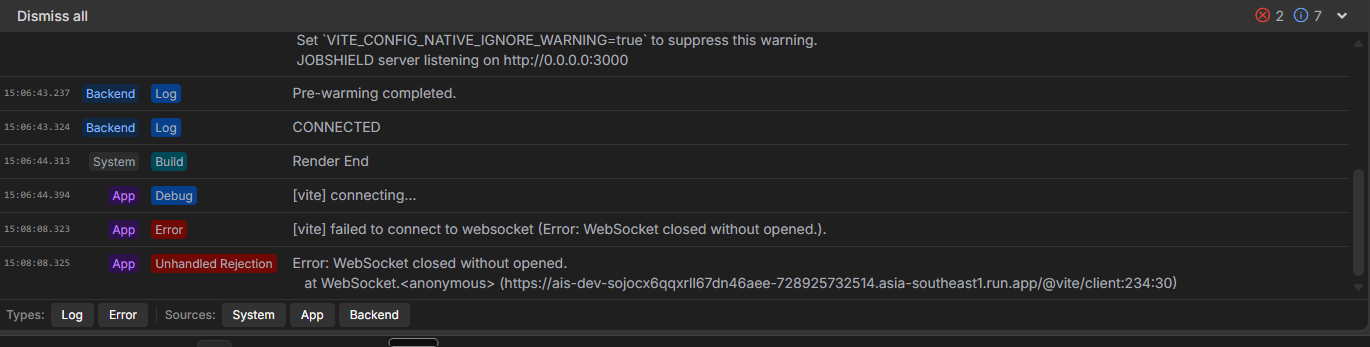 Dismiss all 2 7
Set `VITE_CONFIG_NATIVE_IGNORE_WARNING=true` to suppress this warning.
JOBSHIELD server listening on http://0.0.0.0:3000
15:06:43.237 Backend Log Pre-warming completed.
15:06:43.324 Backend Log CONNECTED
15:06:44.313 System Build Render End
15:06:44.394 App Debug [vite] connecting...
15:08:08.323 App Error [vite] failed to connect to websocket (Error: WebSocket closed without opened.).
15:08:08.325 App Unhandled Rejection Error: WebSocket closed without opened.
at WebSocket.<anonymous> (https://ais-dev-sojocx6qqxrll67dn46aee-728925732514.asia-southeast1.run.app/@vite/client:234:30)
Types: Log Error Sources: System App Backend